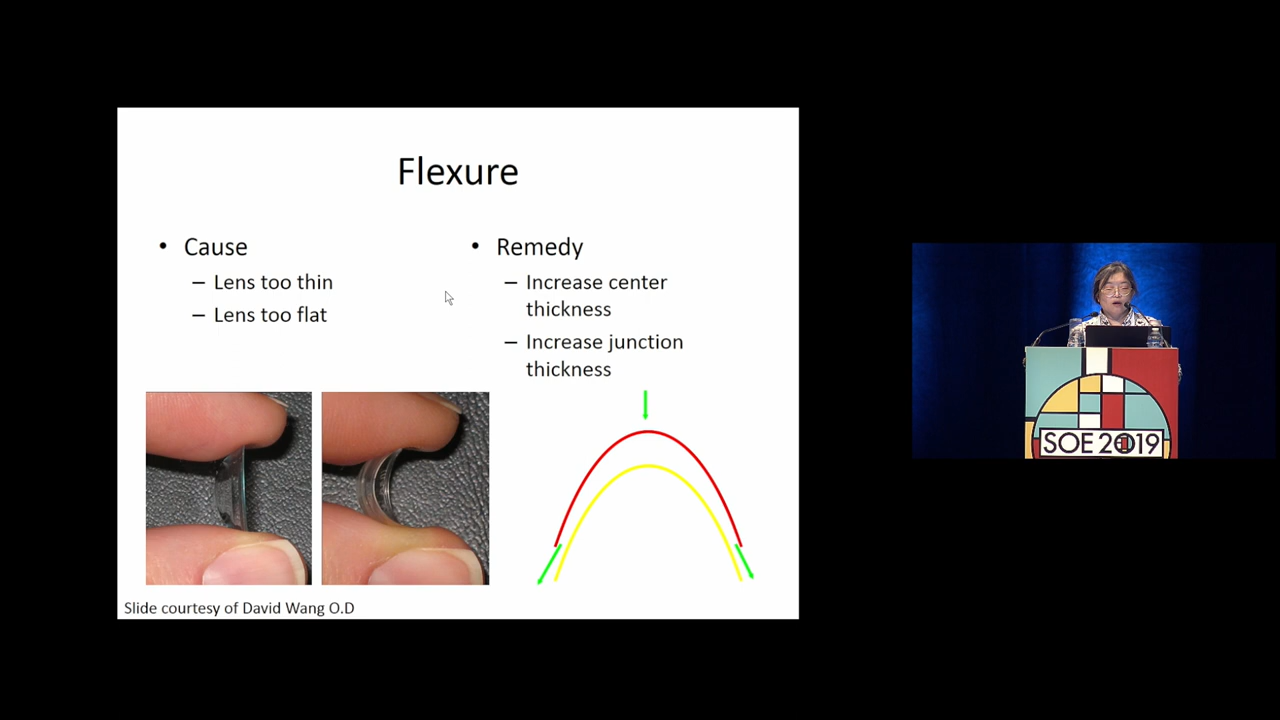 Flexure
• Cause
– Lens too thin
– Lens too flat
• Remedy
– Increase center
thickness
– Increase junction
thickness
Slide courtesy of David Wang O.D
SOE 2019